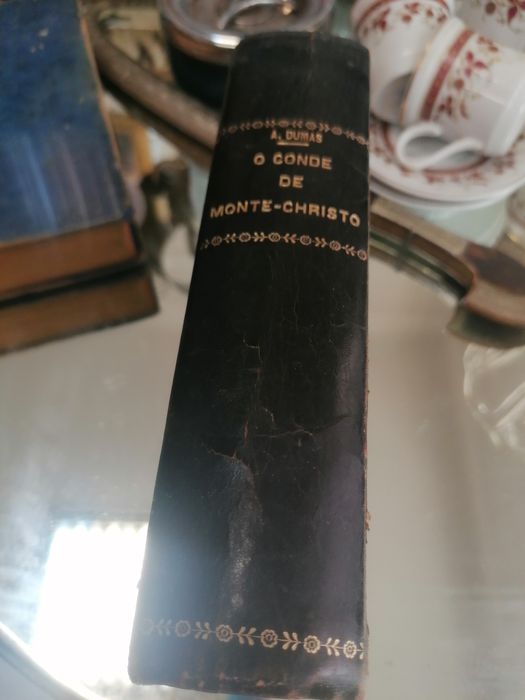 A. DUMAS
O CONDE
DE
MONTE-CHRISTO